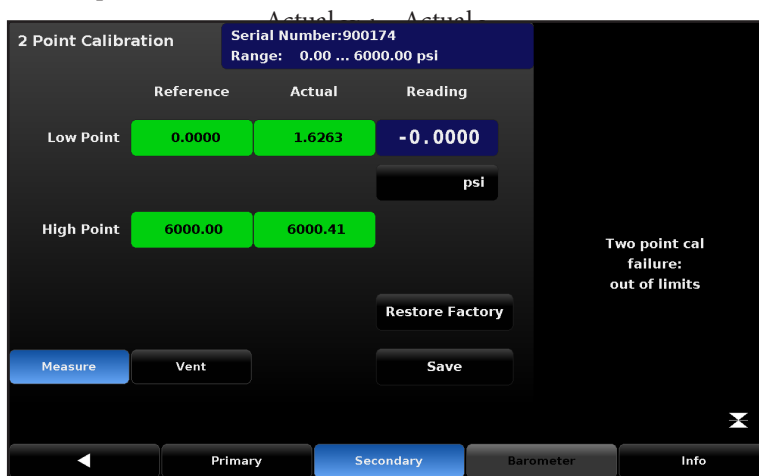 2 Point Calibration
Serial Number:900174
Range: 0.00 ... 6000.00 psi
Reference Actual Reading
Low Point 0.0000 1.6263 -0.0000
psi
High Point 6000.00 6000.41
Two point cal
failure:
out of limits
Restore Factory
Measure Vent Save
Primary Secondary Barometer Info